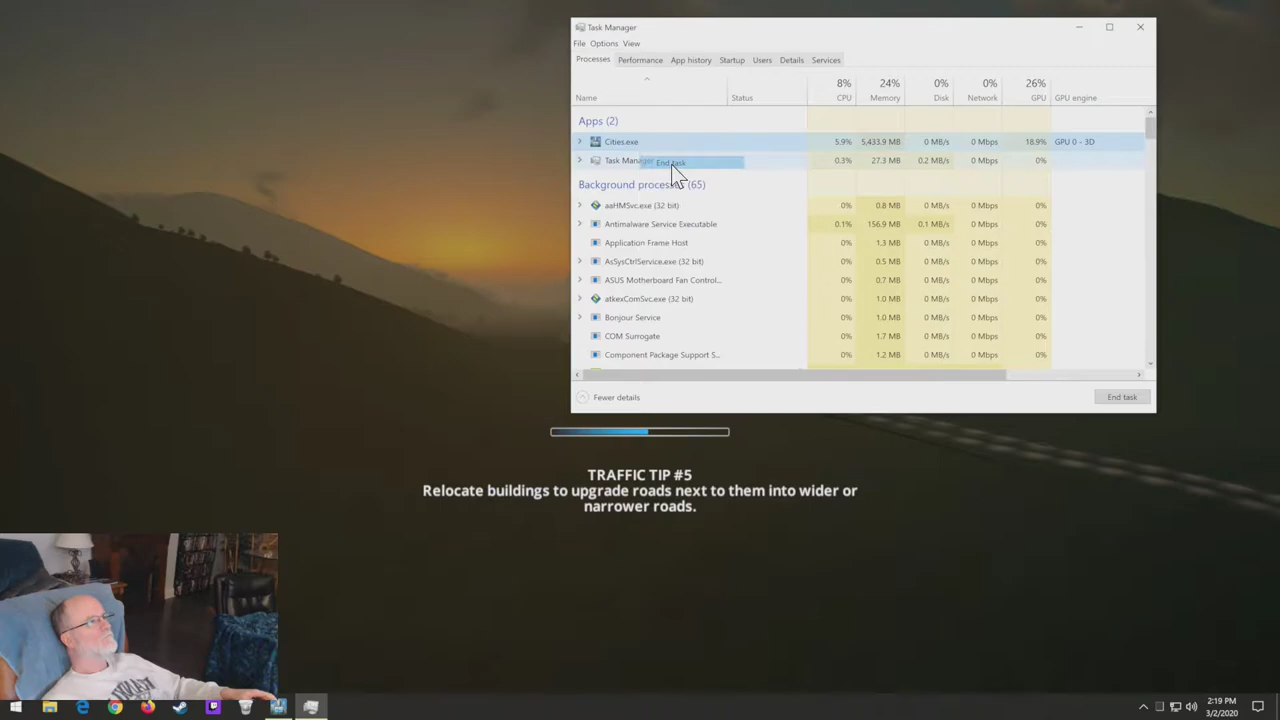 Task Manager
File Options View
Processes Performance App history Startup Users Details Services
8% 24% 0% 0% 26%
Name Status CPU Memory Disk Network GPU GPU engine
Apps (2)
Cities.exe 5.9% 5,433.9 MB 0 MB/s 0 Mbps 18.9% GPU 0 - 3D
Task Manager 0.3% 27.3 MB 0.2 MB/s 0 Mbps 0%
End task
Background processes (65)
aaHMSvc.exe (32 bit) 0% 0.8 MB 0 MB/s 0 Mbps 0%
Antimalware Service Executable 0.1% 156.9 MB 0.1 MB/s 0 Mbps 0%
Application Frame Host 0% 1.3 MB 0 MB/s 0 Mbps 0%
AsSysCtrlService.exe (32 bit) 0% 0.5 MB 0 MB/s 0 Mbps 0%
ASUS Motherboard Fan Control... 0% 0.7 MB 0 MB/s 0 Mbps 0%
atkexComSvc.exe (32 bit) 0% 1.0 MB 0 MB/s 0 Mbps 0%
Bonjour Service 0% 1.0 MB 0 MB/s 0 Mbps 0%
COM Surrogate 0% 1.7 MB 0 MB/s 0 Mbps 0%
Component Package Support S... 0% 1.2 MB 0 MB/s 0 Mbps 0%
Fewer details End task
TRAFFIC TIP #5
Relocate buildings to upgrade roads next to them into wider or
narrower roads.
2:19 PM
3/2/2020